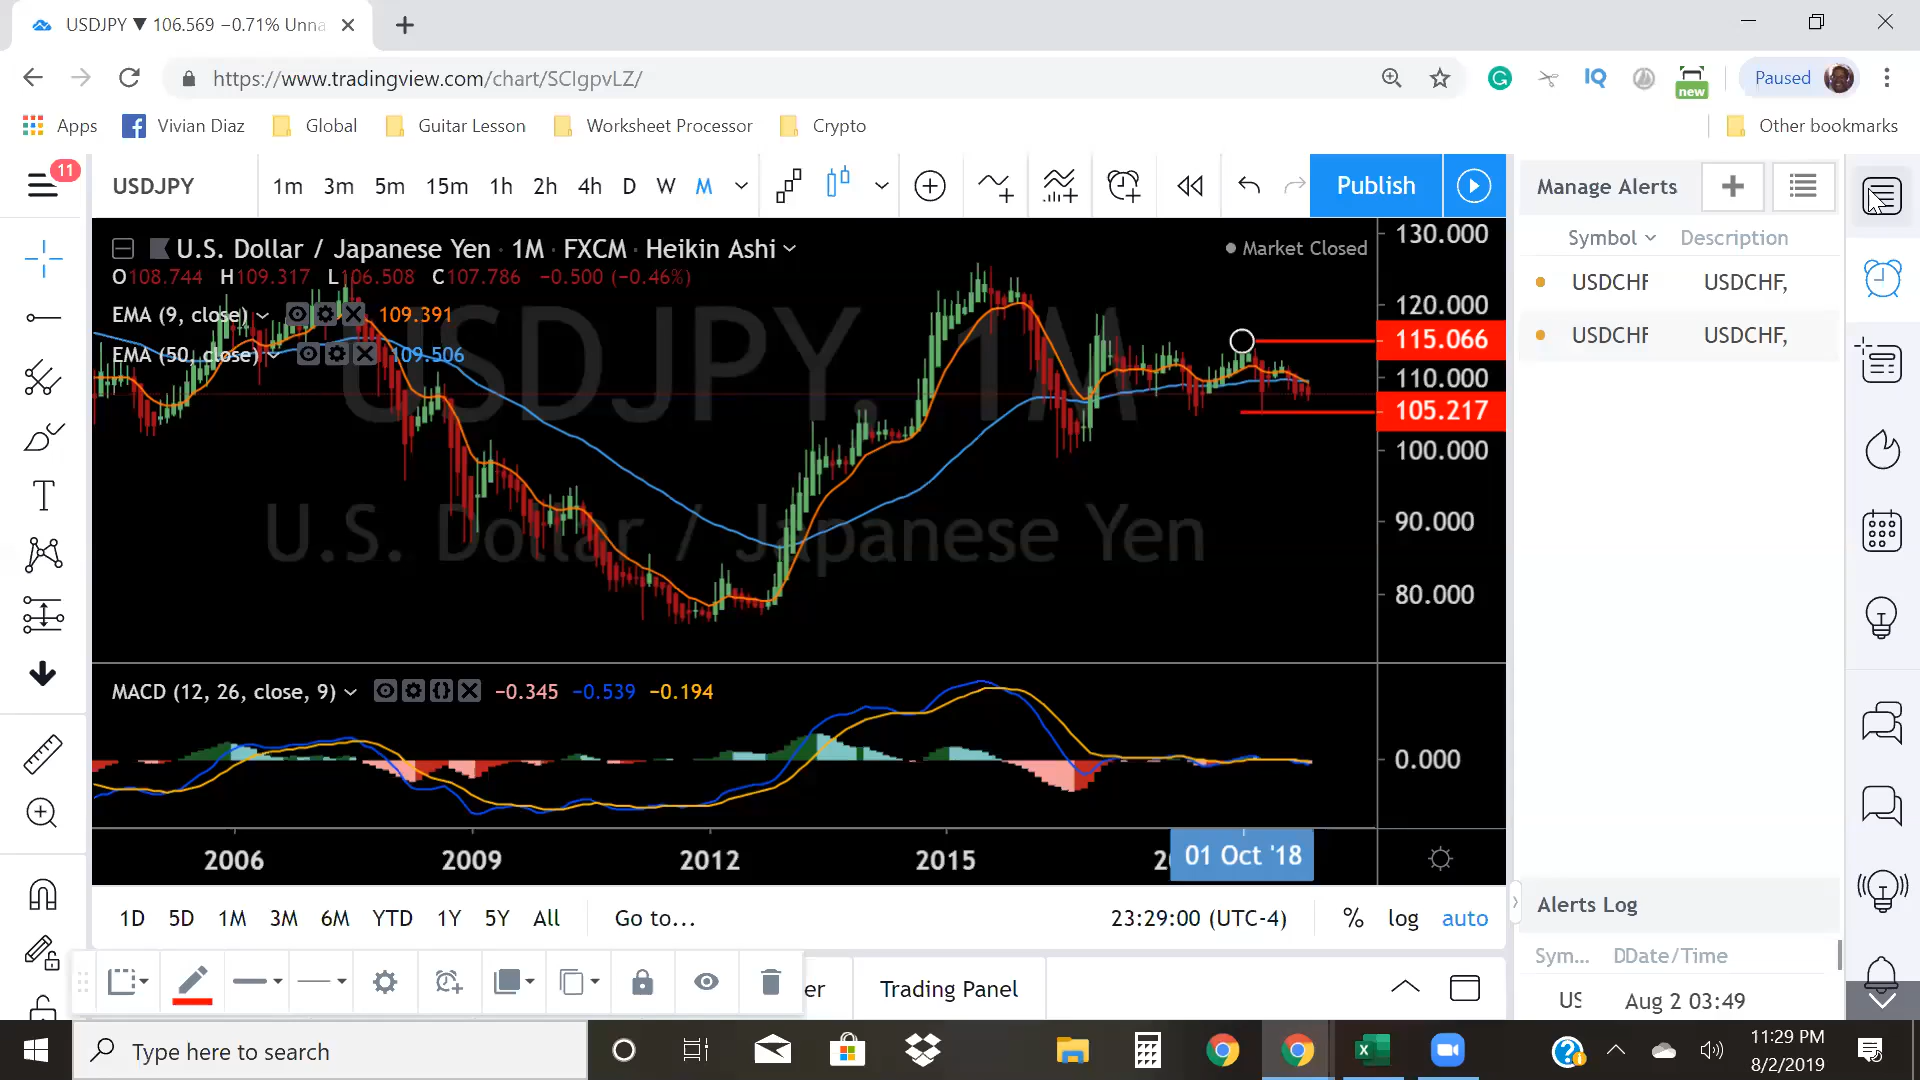 USDJPY ▼ 106.569 −0.71% Unna
https://www.tradingview.com/chart/SCIgpvLZ/
IQ
new
Paused
Apps
Vivian Diaz
Global
Guitar Lesson
Worksheet Processor
Crypto
Other bookmarks
11
USDJPY
1m 3m 5m 15m 1h 2h 4h D W M
Publish
Manage Alerts
Symbol
Description
USDCHF USDCHF,
USDCHF USDCHF,
U.S. Dollar / Japanese Yen · 1M · FXCM · Heikin Ashi
Market Closed
O108.744 H109.317 L106.508 C107.786 −0.500 (−0.46%)
EMA (9, close) 109.391
EMA (50, close) 109.506
USDJPY, 1M
U.S. Dollar / Japanese Yen
130.000
120.000
115.066
110.000
105.217
100.000
90.000
80.000
MACD (12, 26, close, 9) −0.345 −0.539 −0.194
0.000
2006 2009 2012 2015 2 01 Oct '18
1D 5D 1M 3M 6M YTD 1Y 5Y All
Go to...
23:29:00 (UTC-4)
% log auto
Alerts Log
Sym... DDate/Time
US Aug 2 03:49
er
Trading Panel
Type here to search
11:29 PM
8/2/2019